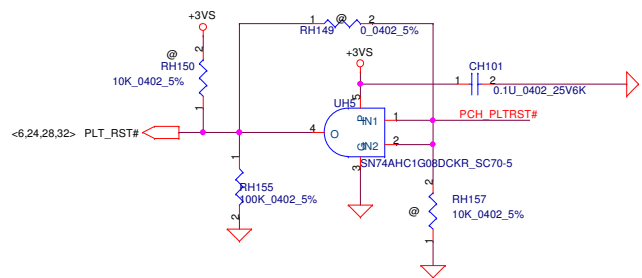 +3VS
1 @ 2
RH149 0_0402_5%
@
2
RH150
10K_0402_5%
1
+3VS
CH101
1 2
0.1U_0402_25V6K
5
UH5
P
IN1 1
PCH_PLTRST#
<6,24,28,32> PLT_RST#
4 O
G
IN2 2
SN74AHC1G08DCKR_SC70-5
3
1
RH155
100K_0402_5%
2
2
RH157
@ 10K_0402_5%
1